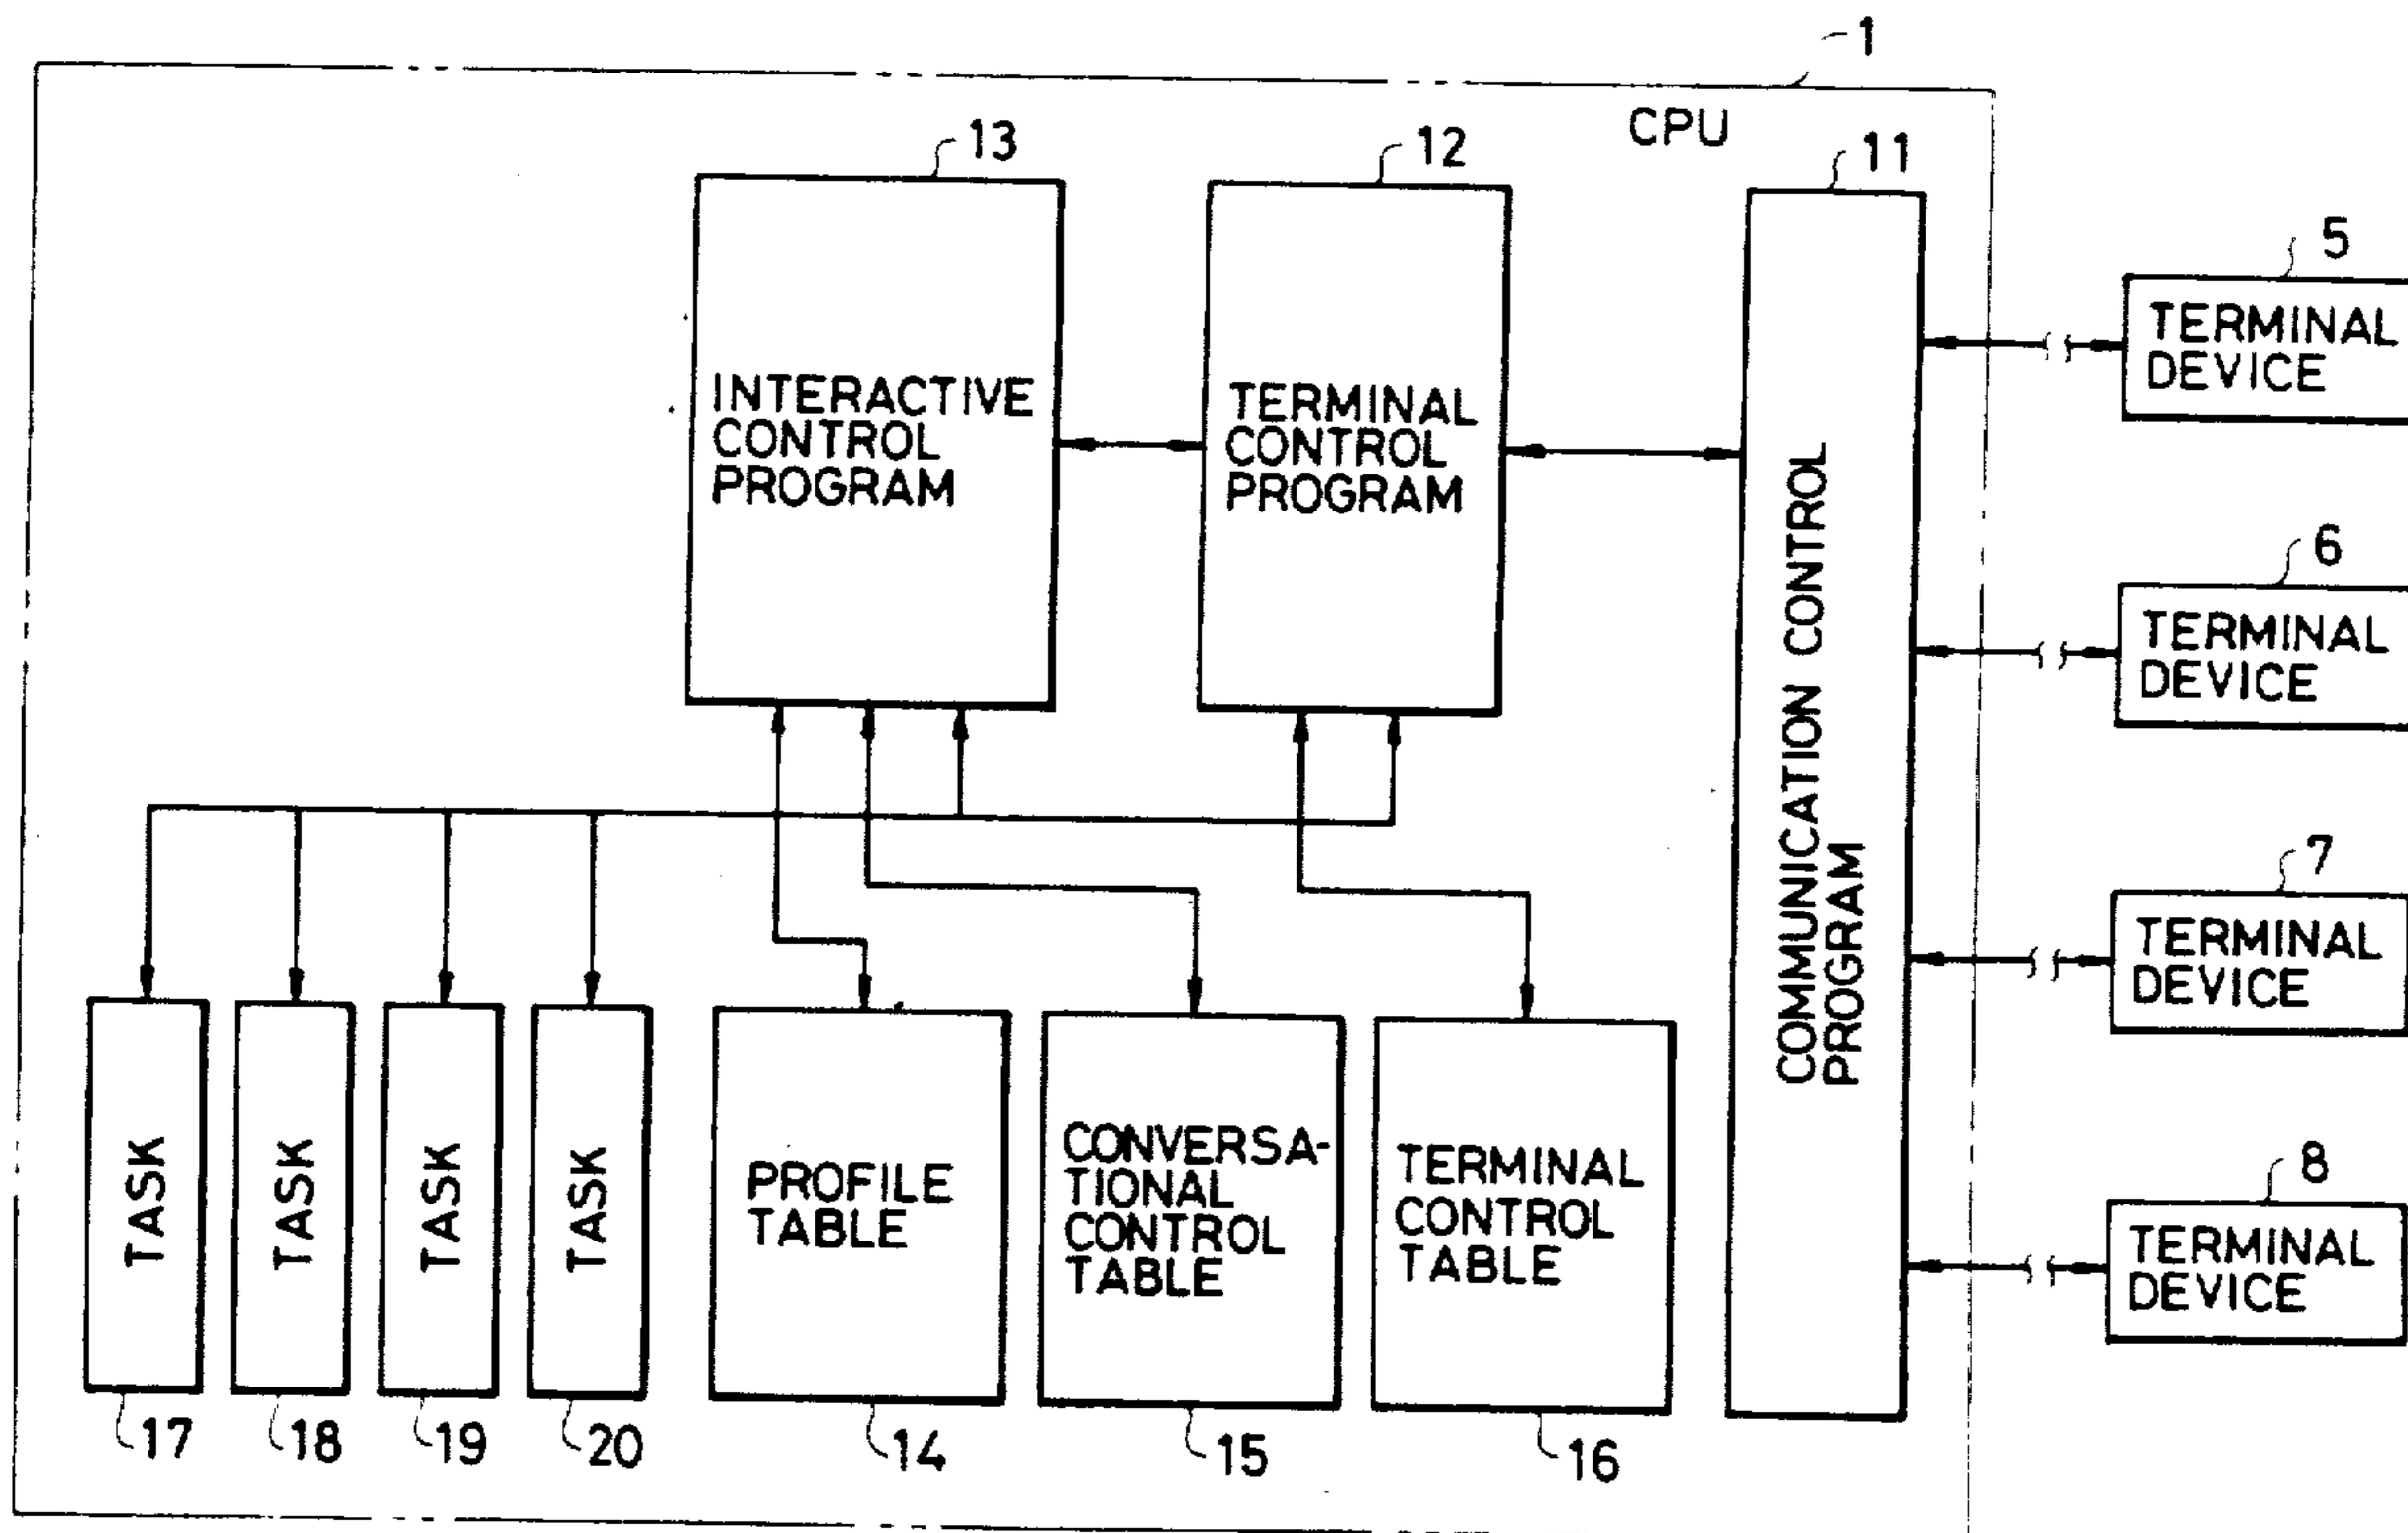 1
CPU
13
12
11
5
TERMINAL
DEVICE
INTERACTIVE
CONTROL
PROGRAM
TERMINAL
CONTROL
PROGRAM
COMMUNICATION CONTROL
PROGRAM
6
TERMINAL
DEVICE
7
TERMINAL
DEVICE
8
TERMINAL
DEVICE
TASK
TASK
TASK
TASK
PROFILE
TABLE
CONVERSA-
TIONAL
CONTROL
TABLE
TERMINAL
CONTROL
TABLE
17
18
19
20
14
15
16